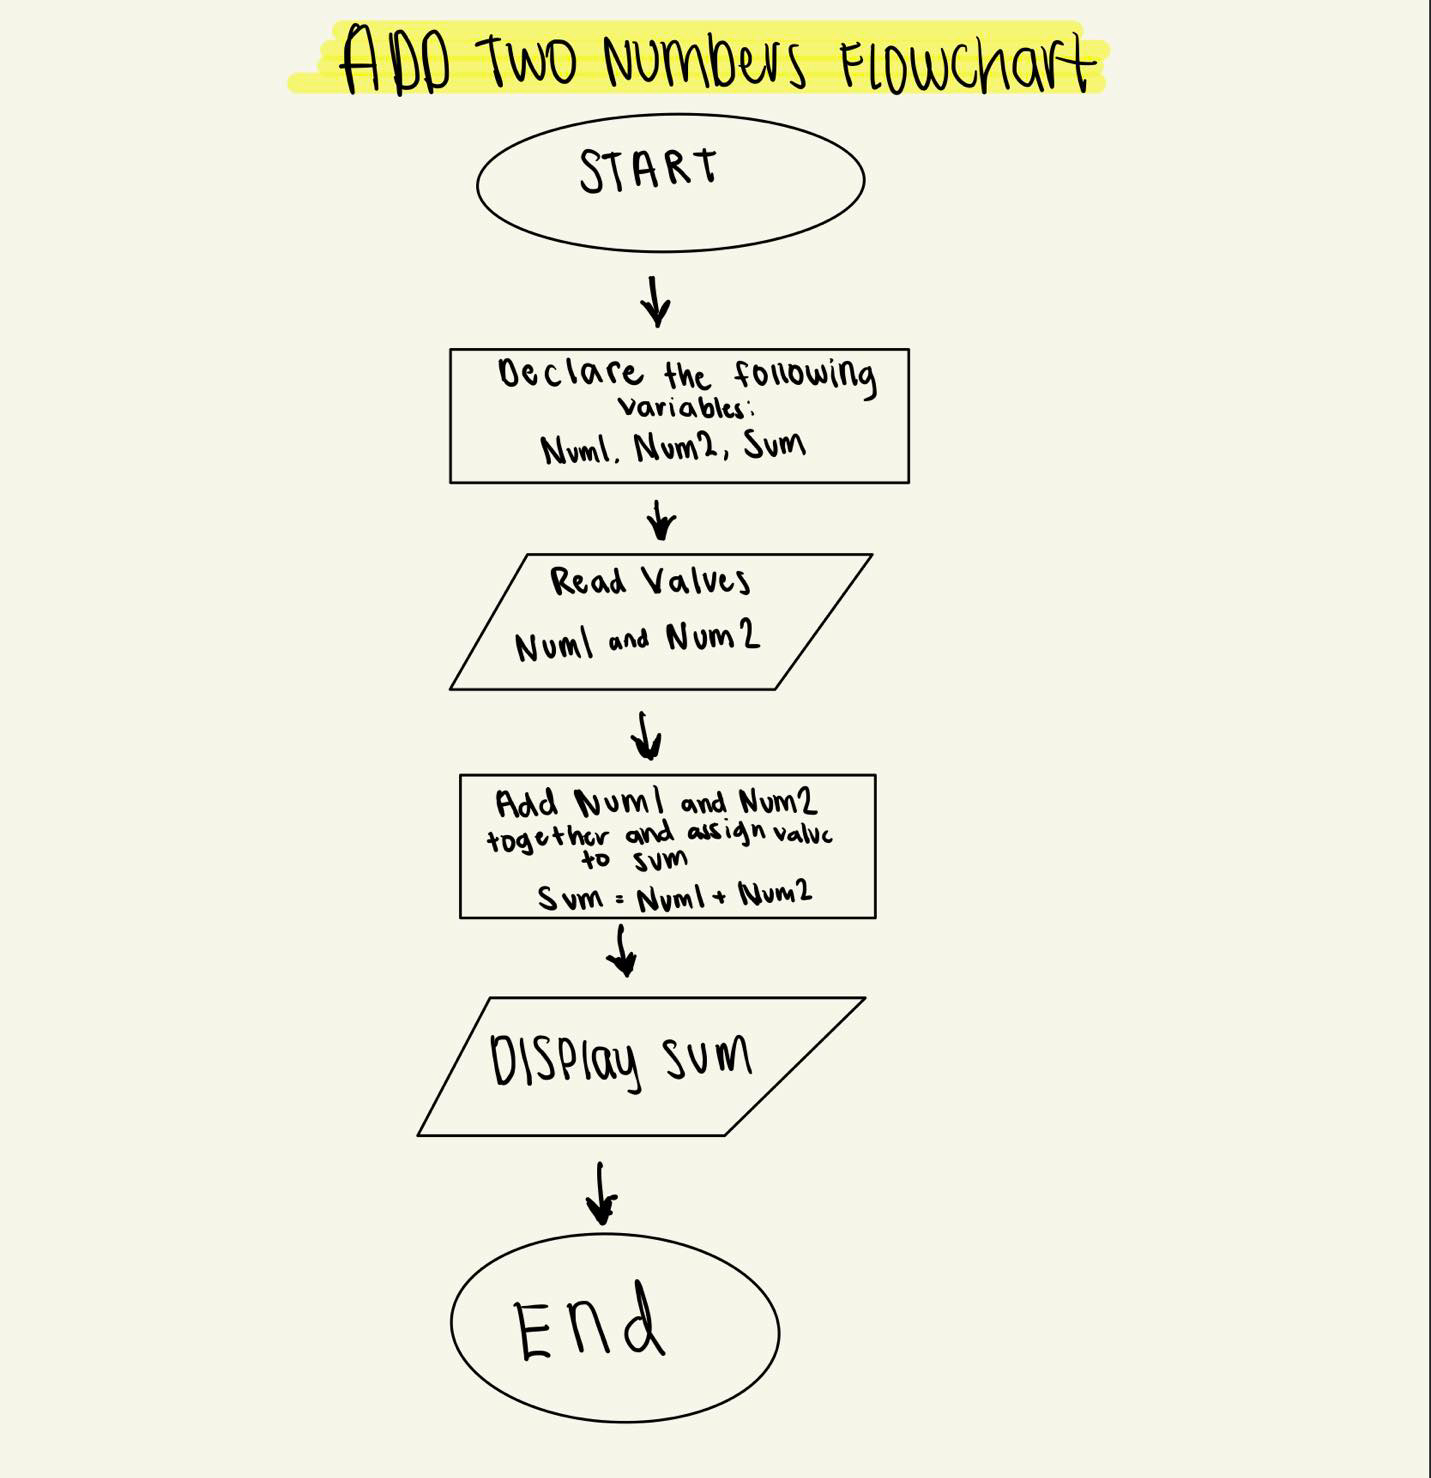 ADD TWO NUMbers FLOWchart
START
Declare the following
Variables:
Num1, Num2, Sum
Read Values
Num1 and Num2
Add Num1 and Num2
together and assign value
to sum
Sum = Num1 + Num2
DISPlay sum
End